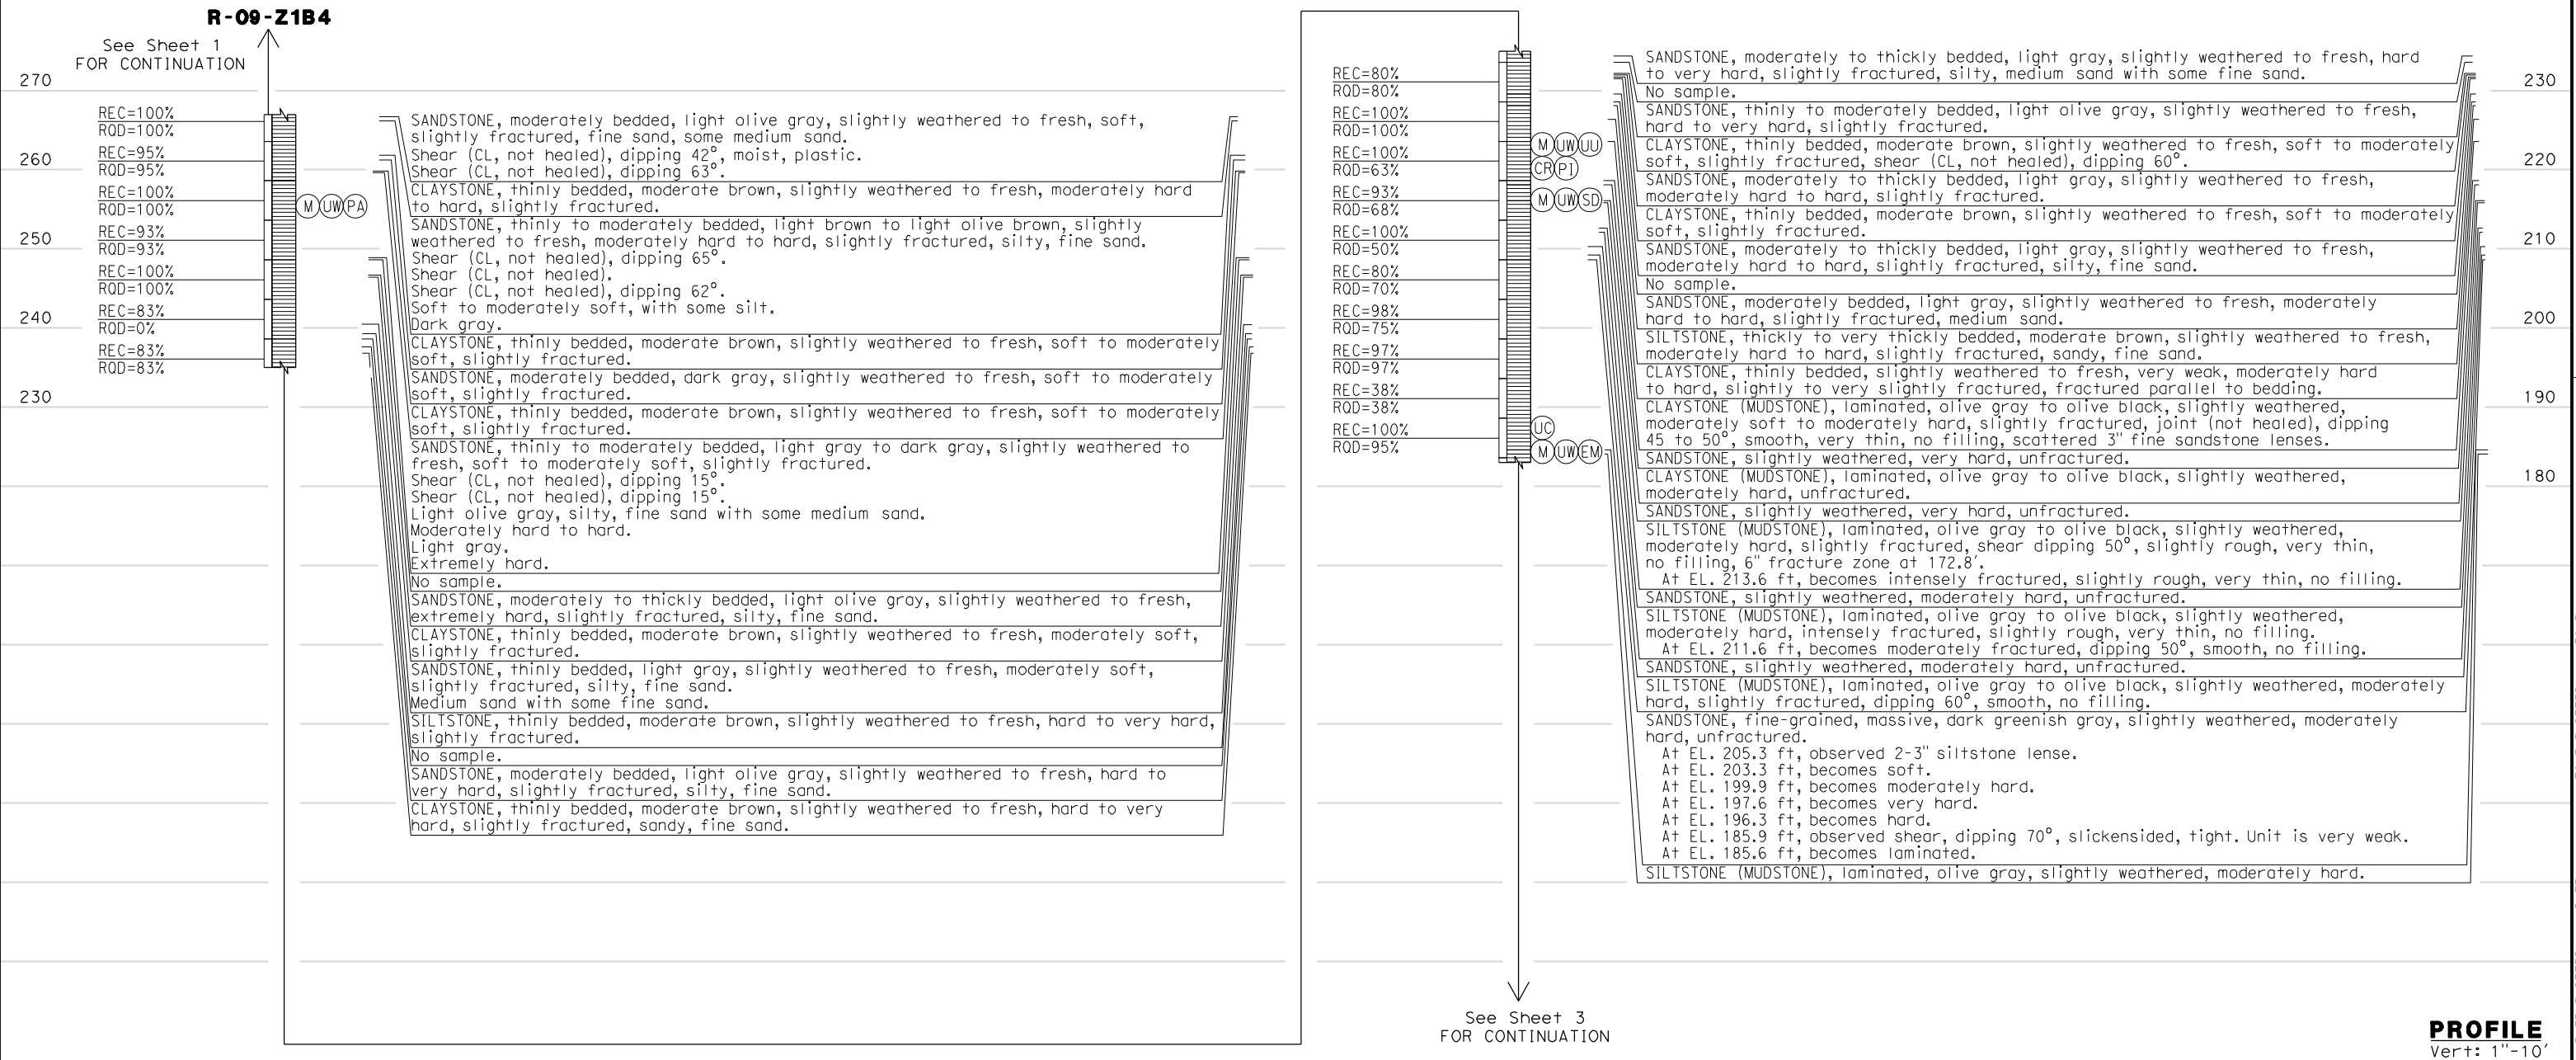 R-09-Z1B4
See Sheet 1
FOR CONTINUATION
270
260
250
240
230
REC=100%
RQD=100%
REC=95%
RQD=95%
REC=100%
RQD=100%
REC=93%
RQD=93%
REC=100%
RQD=100%
REC=83%
RQD=0%
REC=83%
RQD=83%
M UW PA
SANDSTONE, moderately bedded, light olive gray, slightly weathered to fresh, soft,
slightly fractured, fine sand, some medium sand.
Shear (CL, not healed), dipping 42°, moist, plastic.
Shear (CL, not healed), dipping 63°.
CLAYSTONE, thinly bedded, moderate brown, slightly weathered to fresh, moderately hard
to hard, slightly fractured.
SANDSTONE, thinly to moderately bedded, light brown to light olive brown, slightly
weathered to fresh, moderately hard to hard, slightly fractured, silty, fine sand.
Shear (CL, not healed), dipping 65°.
Shear (CL, not healed).
Shear (CL, not healed), dipping 62°.
Soft to moderately soft, with some silt.
Dark gray.
CLAYSTONE, thinly bedded, moderate brown, slightly weathered to fresh, soft to moderately
soft, slightly fractured.
SANDSTONE, moderately bedded, dark gray, slightly weathered to fresh, soft to moderately
soft, slightly fractured.
CLAYSTONE, thinly bedded, moderate brown, slightly weathered to fresh, soft to moderately
soft, slightly fractured.
SANDSTONE, thinly to moderately bedded, light gray to dark gray, slightly weathered to
fresh, soft to moderately soft, slightly fractured.
Shear (CL, not healed), dipping 15°.
Shear (CL, not healed), dipping 15°.
Light olive gray, silty, fine sand with some medium sand.
Moderately hard to hard.
Light gray.
Extremely hard.
No sample.
SANDSTONE, moderately to thickly bedded, light olive gray, slightly weathered to fresh,
extremely hard, slightly fractured, silty, fine sand.
CLAYSTONE, thinly bedded, moderate brown, slightly weathered to fresh, moderately soft,
slightly fractured.
SANDSTONE, thinly bedded, light gray, slightly weathered to fresh, moderately soft,
slightly fractured, silty, fine sand.
Medium sand with some fine sand.
SILTSTONE, thinly bedded, moderate brown, slightly weathered to fresh, hard to very hard,
slightly fractured.
No sample.
SANDSTONE, moderately bedded, light olive gray, slightly weathered to fresh, hard to
very hard, slightly fractured, silty, fine sand.
CLAYSTONE, thinly bedded, moderate brown, slightly weathered to fresh, hard to very
hard, slightly fractured, sandy, fine sand.
REC=80%
RQD=80%
REC=100%
RQD=100%
REC=100%
RQD=63%
REC=93%
RQD=68%
REC=100%
RQD=50%
REC=80%
RQD=70%
REC=98%
RQD=75%
REC=97%
RQD=97%
REC=38%
RQD=38%
REC=100%
RQD=95%
M UW UU
CR PI
M UW SD
UC
M UW EM
SANDSTONE, moderately to thickly bedded, light gray, slightly weathered to fresh, hard
to very hard, slightly fractured, silty, medium sand with some fine sand.
No sample.
SANDSTONE, thinly to moderately bedded, light olive gray, slightly weathered to fresh,
hard to very hard, slightly fractured.
CLAYSTONE, thinly bedded, moderate brown, slightly weathered to fresh, soft to moderately
soft, slightly fractured, shear (CL, not healed), dipping 60°.
SANDSTONE, moderately to thickly bedded, light gray, slightly weathered to fresh,
moderately hard to hard, slightly fractured.
CLAYSTONE, thinly bedded, moderate brown, slightly weathered to fresh, soft to moderately
soft, slightly fractured.
SANDSTONE, moderately to thickly bedded, light gray, slightly weathered to fresh,
moderately hard to hard, slightly fractured, silty, fine sand.
No sample.
SANDSTONE, moderately bedded, light gray, slightly weathered to fresh, moderately
hard to hard, slightly fractured, medium sand.
SILTSTONE, thickly to very thickly bedded, moderate brown, slightly weathered to fresh,
moderately hard to hard, slightly fractured, sandy, fine sand.
CLAYSTONE, thinly bedded, slightly weathered to fresh, very weak, moderately hard
to hard, slightly to very slightly fractured, fractured parallel to bedding.
CLAYSTONE (MUDSTONE), laminated, olive gray to olive black, slightly weathered,
moderately soft to moderately hard, slightly fractured, joint (not healed), dipping
45 to 50°, smooth, very thin, no filling, scattered 3" fine sandstone lenses.
SANDSTONE, slightly weathered, very hard, unfractured.
CLAYSTONE (MUDSTONE), laminated, olive gray to olive black, slightly weathered,
moderately hard, unfractured.
SANDSTONE, slightly weathered, very hard, unfractured.
SILTSTONE (MUDSTONE), laminated, olive gray to olive black, slightly weathered,
moderately hard, slightly fractured, shear dipping 50°, slightly rough, very thin,
no filling, 6" fracture zone at 172.8'.
At EL. 213.6 ft, becomes intensely fractured, slightly rough, very thin, no filling.
SANDSTONE, slightly weathered, moderately hard, unfractured.
SILTSTONE (MUDSTONE), laminated, olive gray to olive black, slightly weathered,
moderately hard, intensely fractured, slightly rough, very thin, no filling.
At EL. 211.6 ft, becomes moderately fractured, dipping 50°, smooth, no filling.
SANDSTONE, slightly weathered, moderately hard, unfractured.
SILTSTONE (MUDSTONE), laminated, olive gray to olive black, slightly weathered, moderately
hard, slightly fractured, dipping 60°, smooth, no filling.
SANDSTONE, fine-grained, massive, dark greenish gray, slightly weathered, moderately
hard, unfractured.
At EL. 205.3 ft, observed 2-3" siltstone lense.
At EL. 203.3 ft, becomes soft.
At EL. 199.9 ft, becomes moderately hard.
At EL. 197.6 ft, becomes very hard.
At EL. 196.3 ft, becomes hard.
At EL. 185.9 ft, observed shear, dipping 70°, slickensided, tight. Unit is very weak.
At EL. 185.6 ft, becomes laminated.
SILTSTONE (MUDSTONE), laminated, olive gray, slightly weathered, moderately hard.
230
220
210
200
190
180
See Sheet 3
FOR CONTINUATION
PROFILE
Vert: 1"-10'